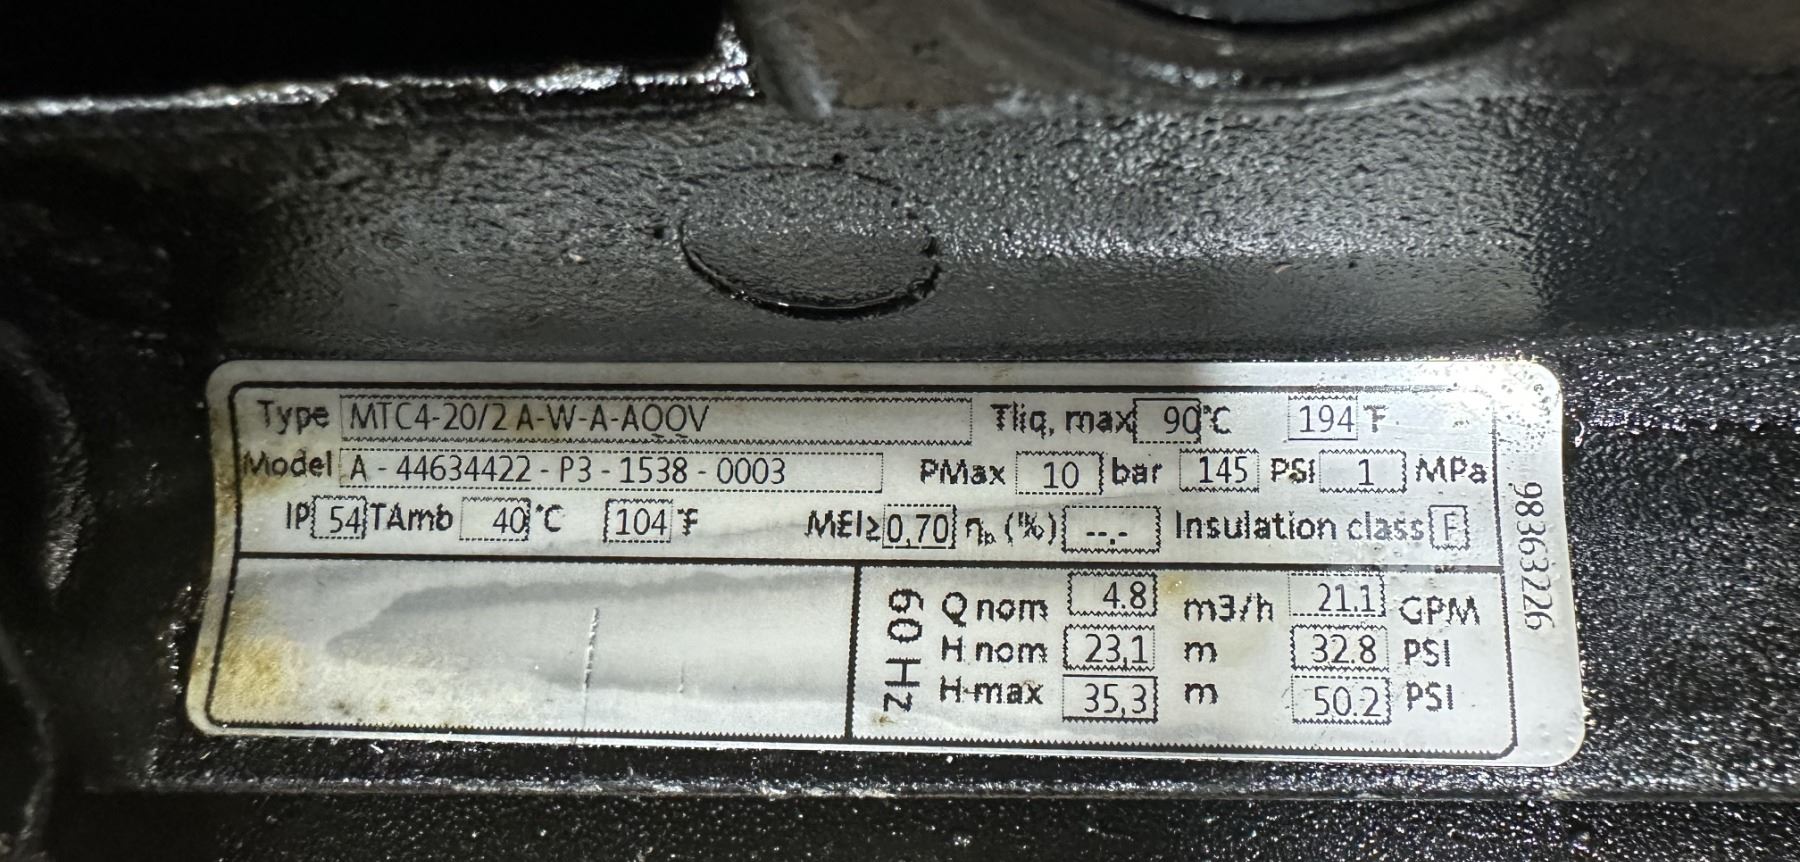 Type MTC4-20/2 A-W-A-AQQV Tliq. max 90°C 194°F
Model A - 44634422 - P3 - 1538 - 0003 PMax 10 bar 145 PSI 1 MPa
IP 54 TAmb 40°C 104°F MEI≥0,70 ηp (%) --.- Insulation class F
60 Hz
Q nom 4.8 m3/h 21.1 GPM
H nom 23,1 m 32.8 PSI
H max 35,3 m 50.2 PSI
98363226